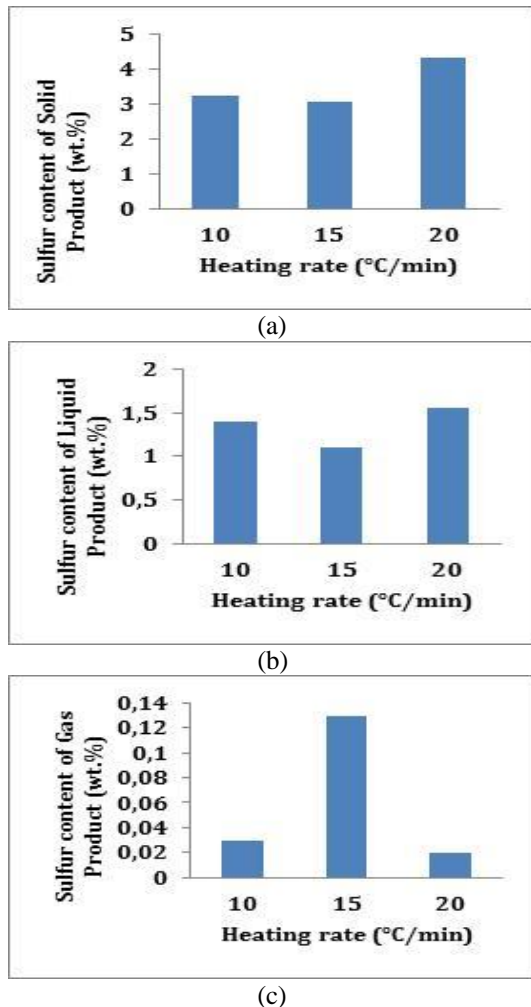 Sulfur content of Solid
Product (wt.%)
5
4
3
2
1
0
10 15 20
Heating rate (°C/min)
(a)
Sulfur content of Liquid
Product (wt.%)
2
1,5
1
0,5
0
10 15 20
Heating rate (°C/min)
(b)
Sulfur content of Gas
Product (wt.%)
0,14
0,12
0,1
0,08
0,06
0,04
0,02
0
10 15 20
Heating rate (°C/min)
(c)